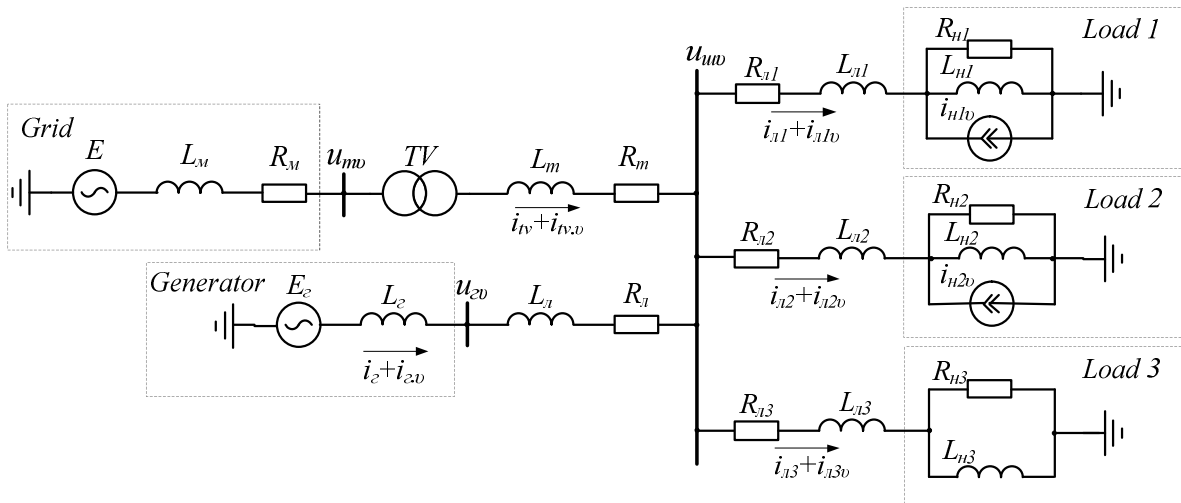 Grid
E
Lм
Rм
uтυ
TV
Lт
Rт
itv+itv.υ
Generator
Eг
Lг
iг+iг.υ
uгυ
Lл
Rл
uшυ
Rл1
Lл1
iл1+iл1υ
Load 1
Rн1
Lн1
iн1υ
Rл2
Lл2
iл2+iл2υ
Load 2
Rн2
Lн2
iн2υ
Rл3
Lл3
iл3+iл3υ
Load 3
Rн3
Lн3